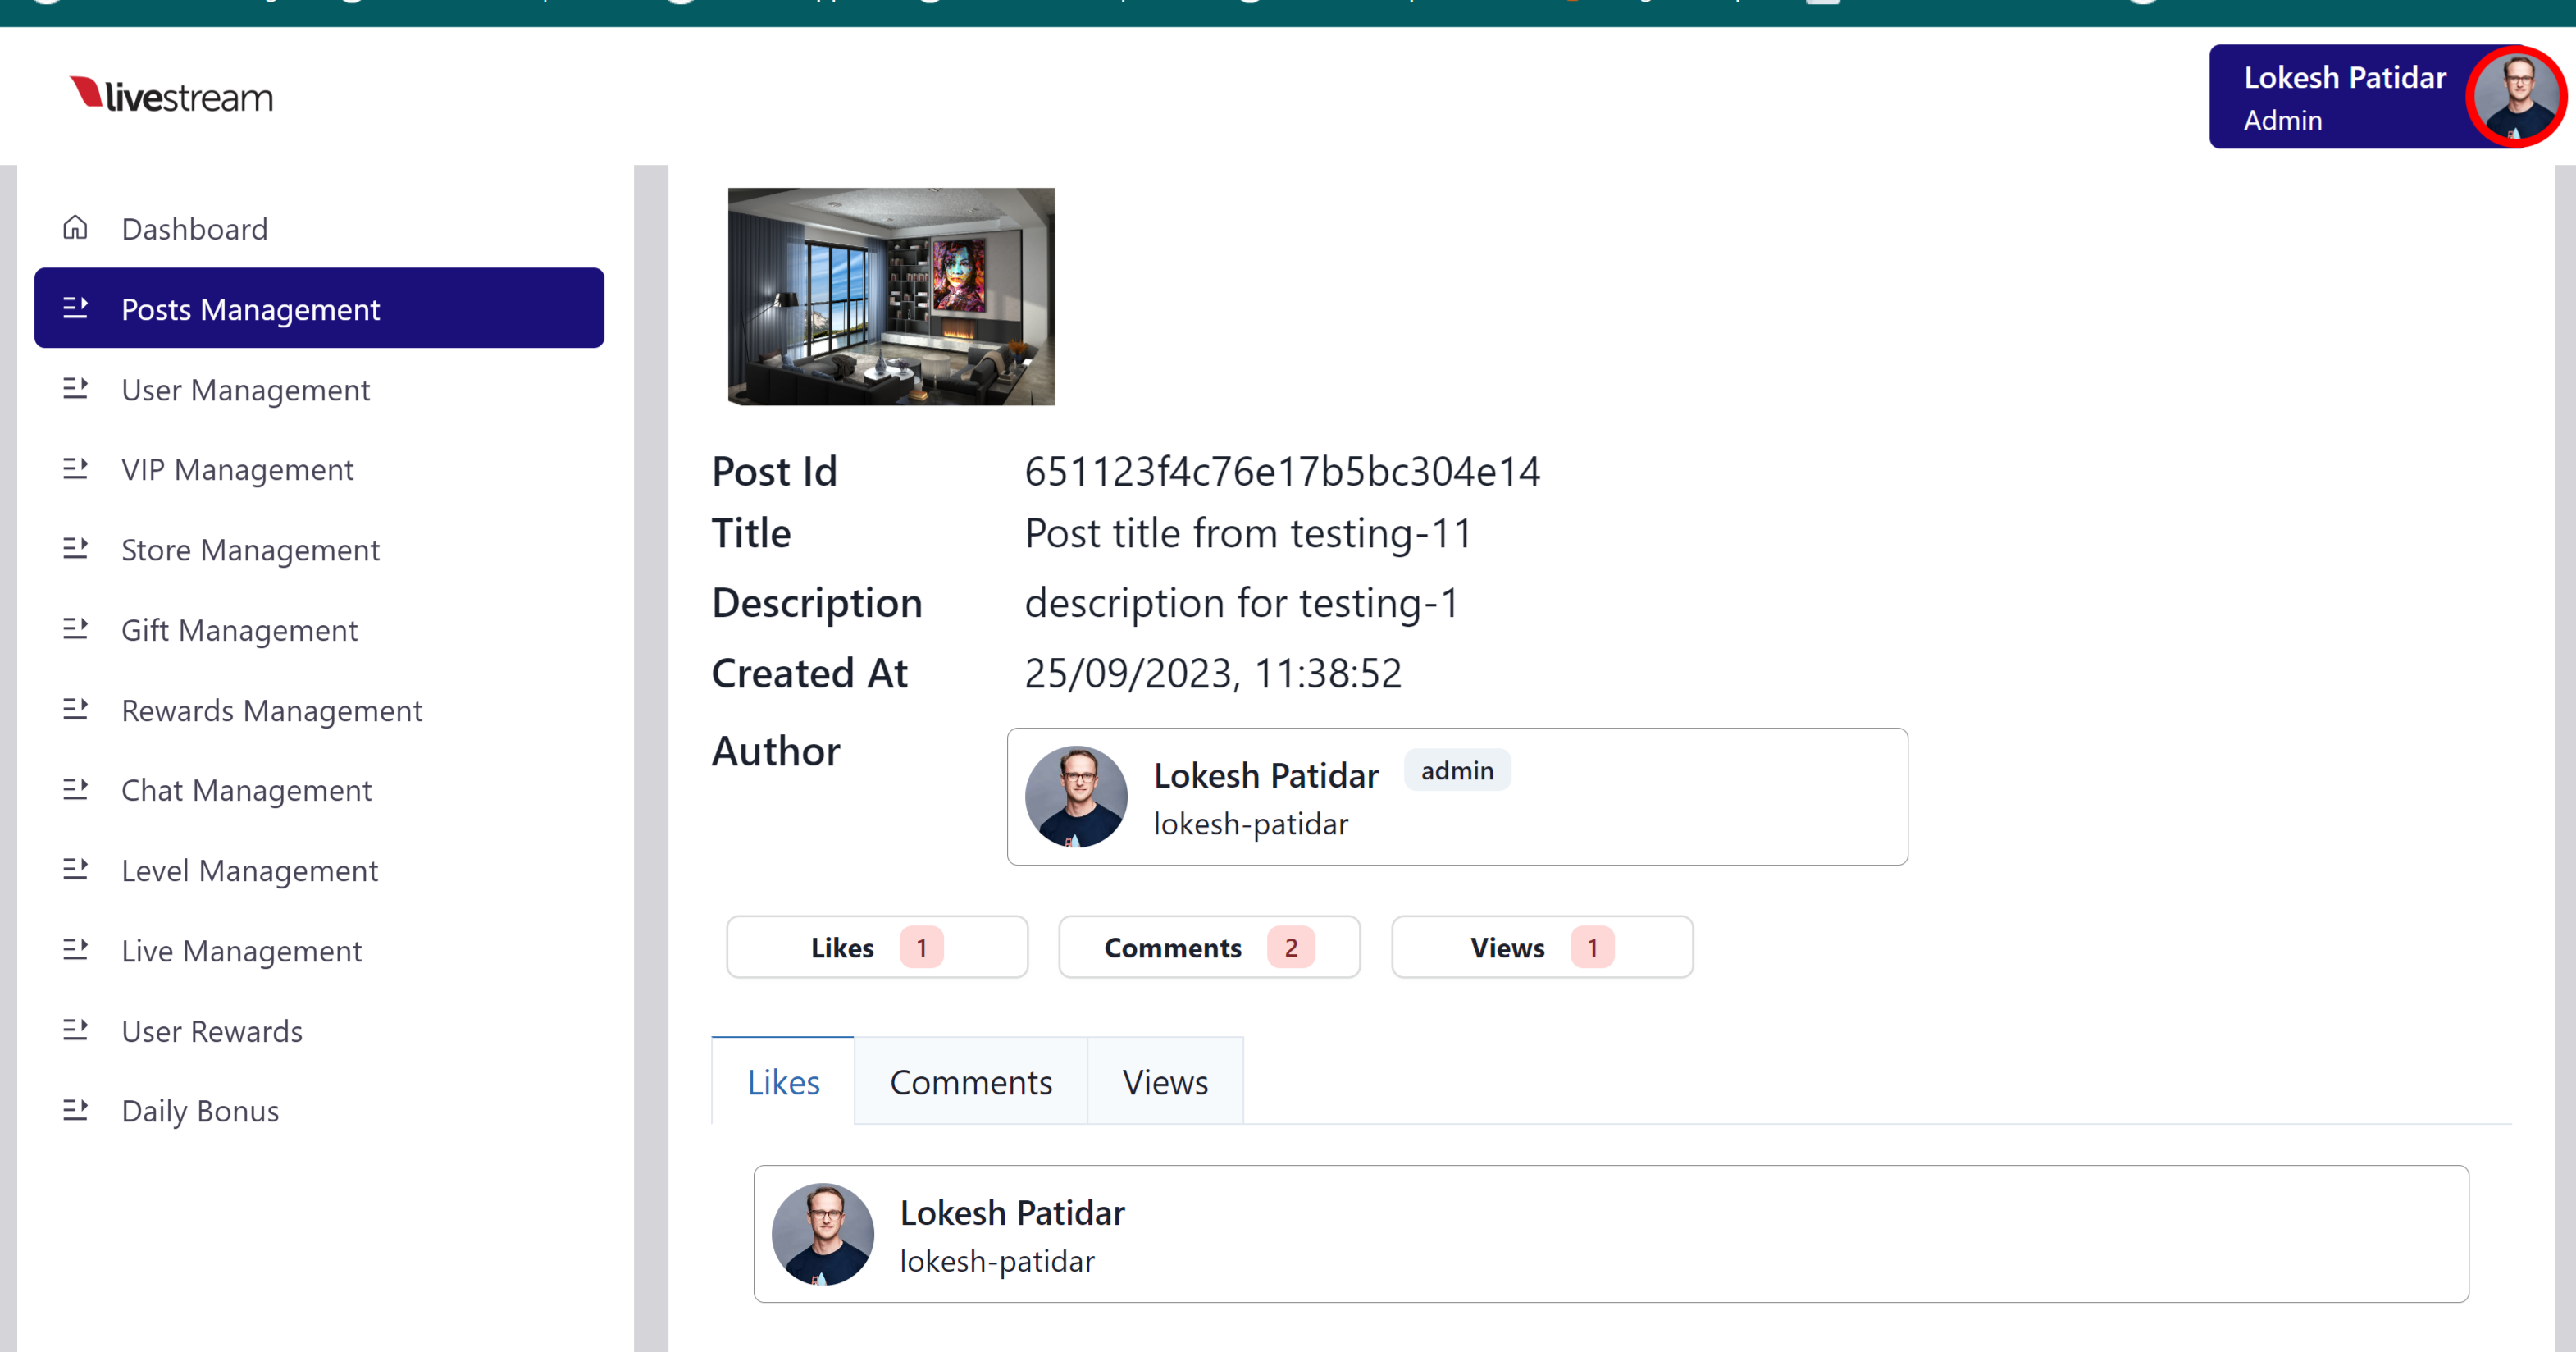 livestream
Lokesh Patidar
Admin
Dashboard
Posts Management
User Management
VIP Management
Store Management
Gift Management
Rewards Management
Chat Management
Level Management
Live Management
User Rewards
Daily Bonus
Post Id 651123f4c76e17b5bc304e14
Title Post title from testing-11
Description description for testing-1
Created At 25/09/2023, 11:38:52
Author Lokesh Patidar admin
lokesh-patidar
Likes 1 Comments 2 Views 1
Likes Comments Views
Lokesh Patidar
lokesh-patidar